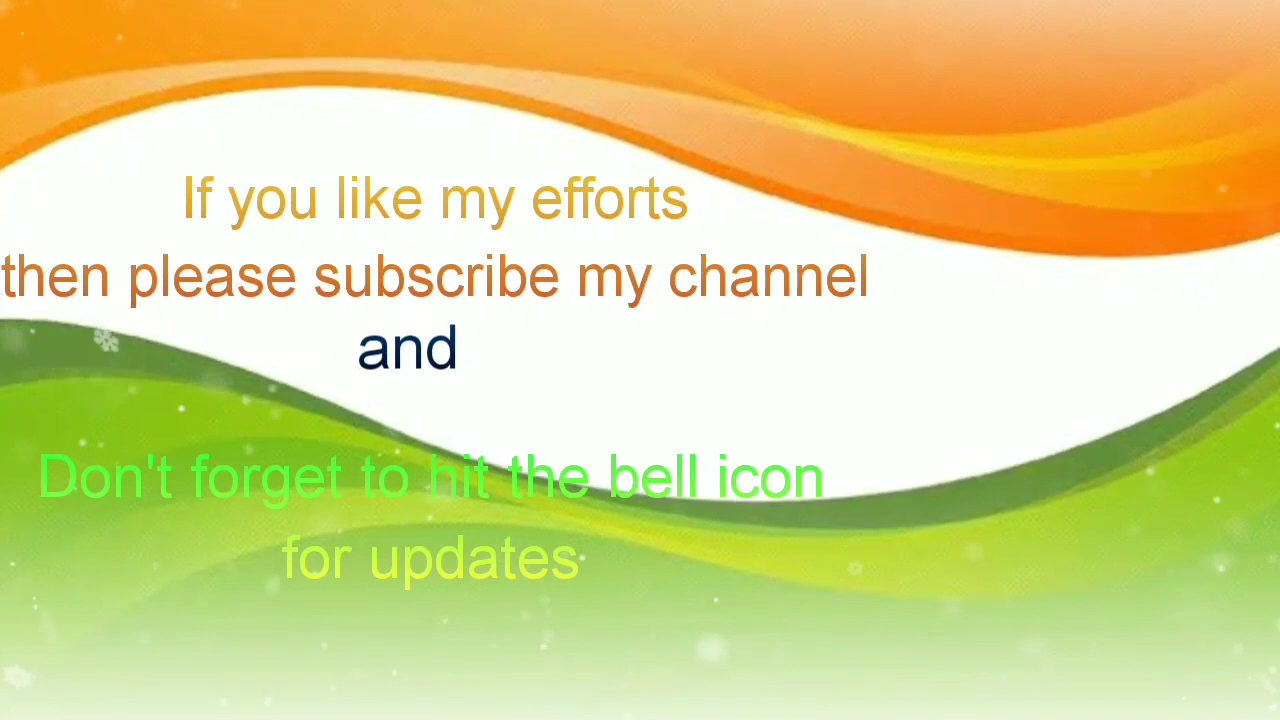 If you like my efforts
then please subscribe my channel
and
Don't forget to hit the bell icon
for updates